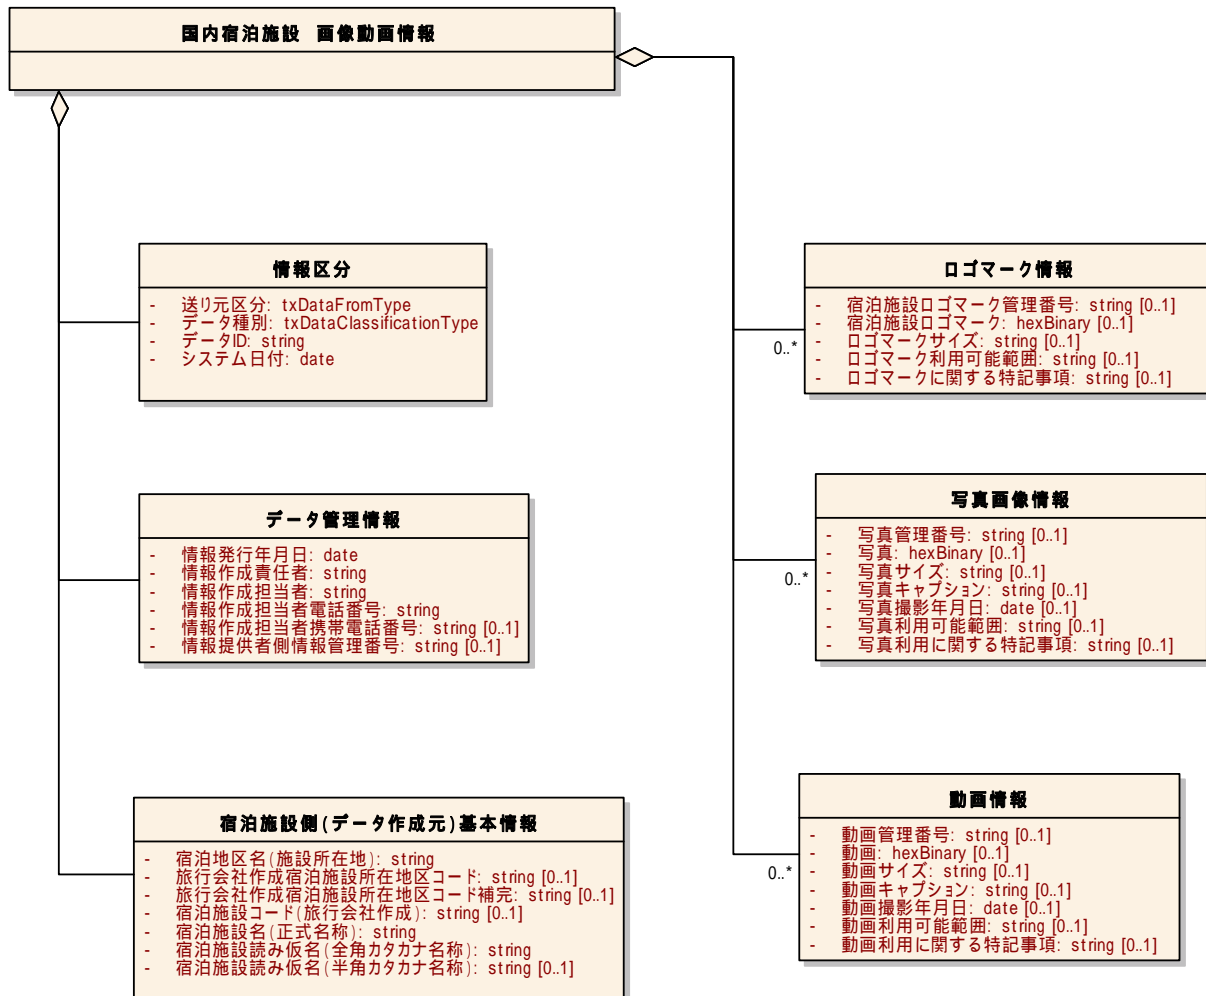 国内宿泊施設 画像動画情報
情報区分
- 送り元区分: txDataFromType
- データ種別: txDataClassificationType
- データID: string
- システム日付: date
データ管理情報
- 情報発行年月日: date
- 情報作成責任者: string
- 情報作成担当者: string
- 情報作成担当者電話番号: string
- 情報作成担当者携帯電話番号: string [0..1]
- 情報提供者側情報管理番号: string [0..1]
宿泊施設側(データ作成元)基本情報
- 宿泊地区名(施設所在地): string
- 旅行会社作成宿泊施設所在地区コード: string [0..1]
- 旅行会社作成宿泊施設所在地区コード補完: string [0..1]
- 宿泊施設コード(旅行会社作成): string [0..1]
- 宿泊施設名(正式名称): string
- 宿泊施設読み仮名(全角カタカナ名称): string
- 宿泊施設読み仮名(半角カタカナ名称): string [0..1]
ロゴマーク情報
- 宿泊施設ロゴマーク管理番号: string [0..1]
- 宿泊施設ロゴマーク: hexBinary [0..1]
- ロゴマークサイズ: string [0..1]
- ロゴマーク利用可能範囲: string [0..1]
- ロゴマークに関する特記事項: string [0..1]
0..*
写真画像情報
- 写真管理番号: string [0..1]
- 写真: hexBinary [0..1]
- 写真サイズ: string [0..1]
- 写真キャプション: string [0..1]
- 写真撮影年月日: date [0..1]
- 写真利用可能範囲: string [0..1]
- 写真利用に関する特記事項: string [0..1]
0..*
動画情報
- 動画管理番号: string [0..1]
- 動画: hexBinary [0..1]
- 動画サイズ: string [0..1]
- 動画キャプション: string [0..1]
- 動画撮影年月日: date [0..1]
- 動画利用可能範囲: string [0..1]
- 動画利用に関する特記事項: string [0..1]
0..*